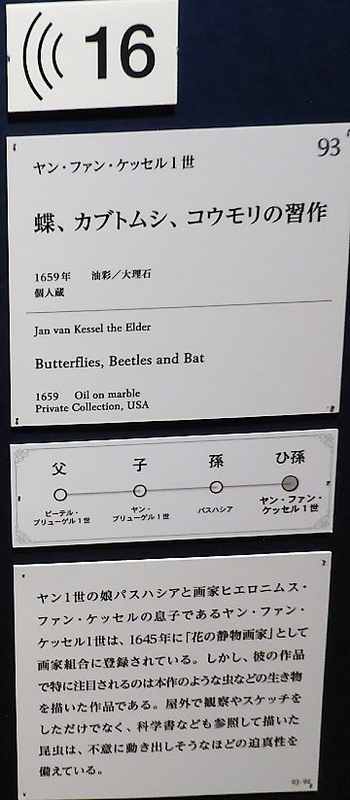 16
93
ヤン・ファン・ケッセル1世
蝶、カブトムシ、コウモリの習作
1659年　油彩／大理石
個人蔵
Jan van Kessel the Elder
Butterflies, Beetles and Bat
1659　Oil on marble
Private Collection, USA
父　子　孫　ひ孫
ピーテル・ブリューゲル1世　ヤン・ブリューゲル1世　パスハシア　ヤン・ファン・ケッセル1世
ヤン1世の娘パスハシアと画家ヒエロニムス・
ファン・ケッセルの息子であるヤン・ファン・
ケッセル1世は、1645年に「花の静物画家」として
画家組合に登録されている。しかし、彼の作品
で特に注目されるのは本作のような虫などの生き物
を描いた作品である。屋外で観察やスケッチを
しただけでなく、科学書なども参照して描いた
昆虫は、不意に動き出しそうなほどの迫真性を
備えている。
93-94